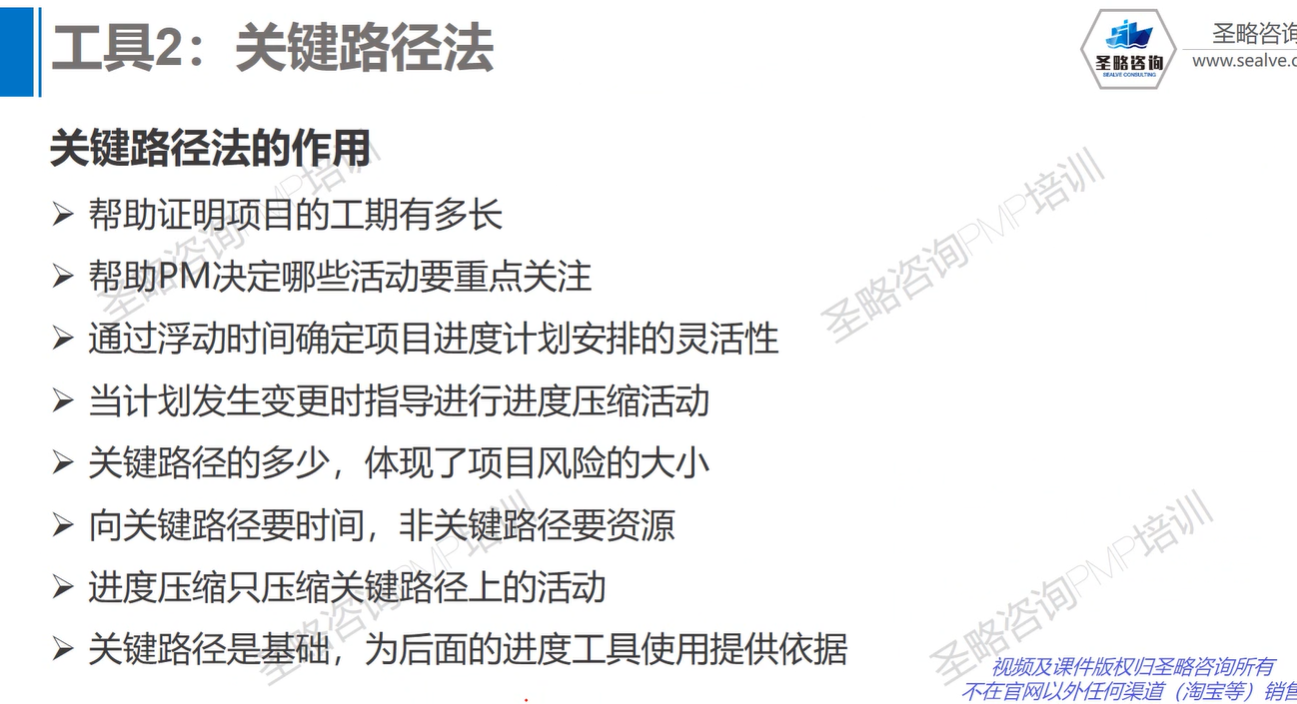 工具2：关键路径法
圣略咨询
SEALVE CONSULTING
圣略咨询
www.sealve.c
关键路径法的作用
帮助证明项目的工期有多长
帮助PM决定哪些活动要重点关注
通过浮动时间确定项目进度计划安排的灵活性
当计划发生变更时指导进行进度压缩活动
关键路径的多少，体现了项目风险的大小
向关键路径要时间，非关键路径要资源
进度压缩只压缩关键路径上的活动
关键路径是基础，为后面的进度工具使用提供依据
圣略咨询PMP培训
圣略咨询PMP培训
圣略咨询PMP培训
圣略咨询PMP培训
视频及课件版权归圣略咨询所有
不在官网以外任何渠道（淘宝等）销售